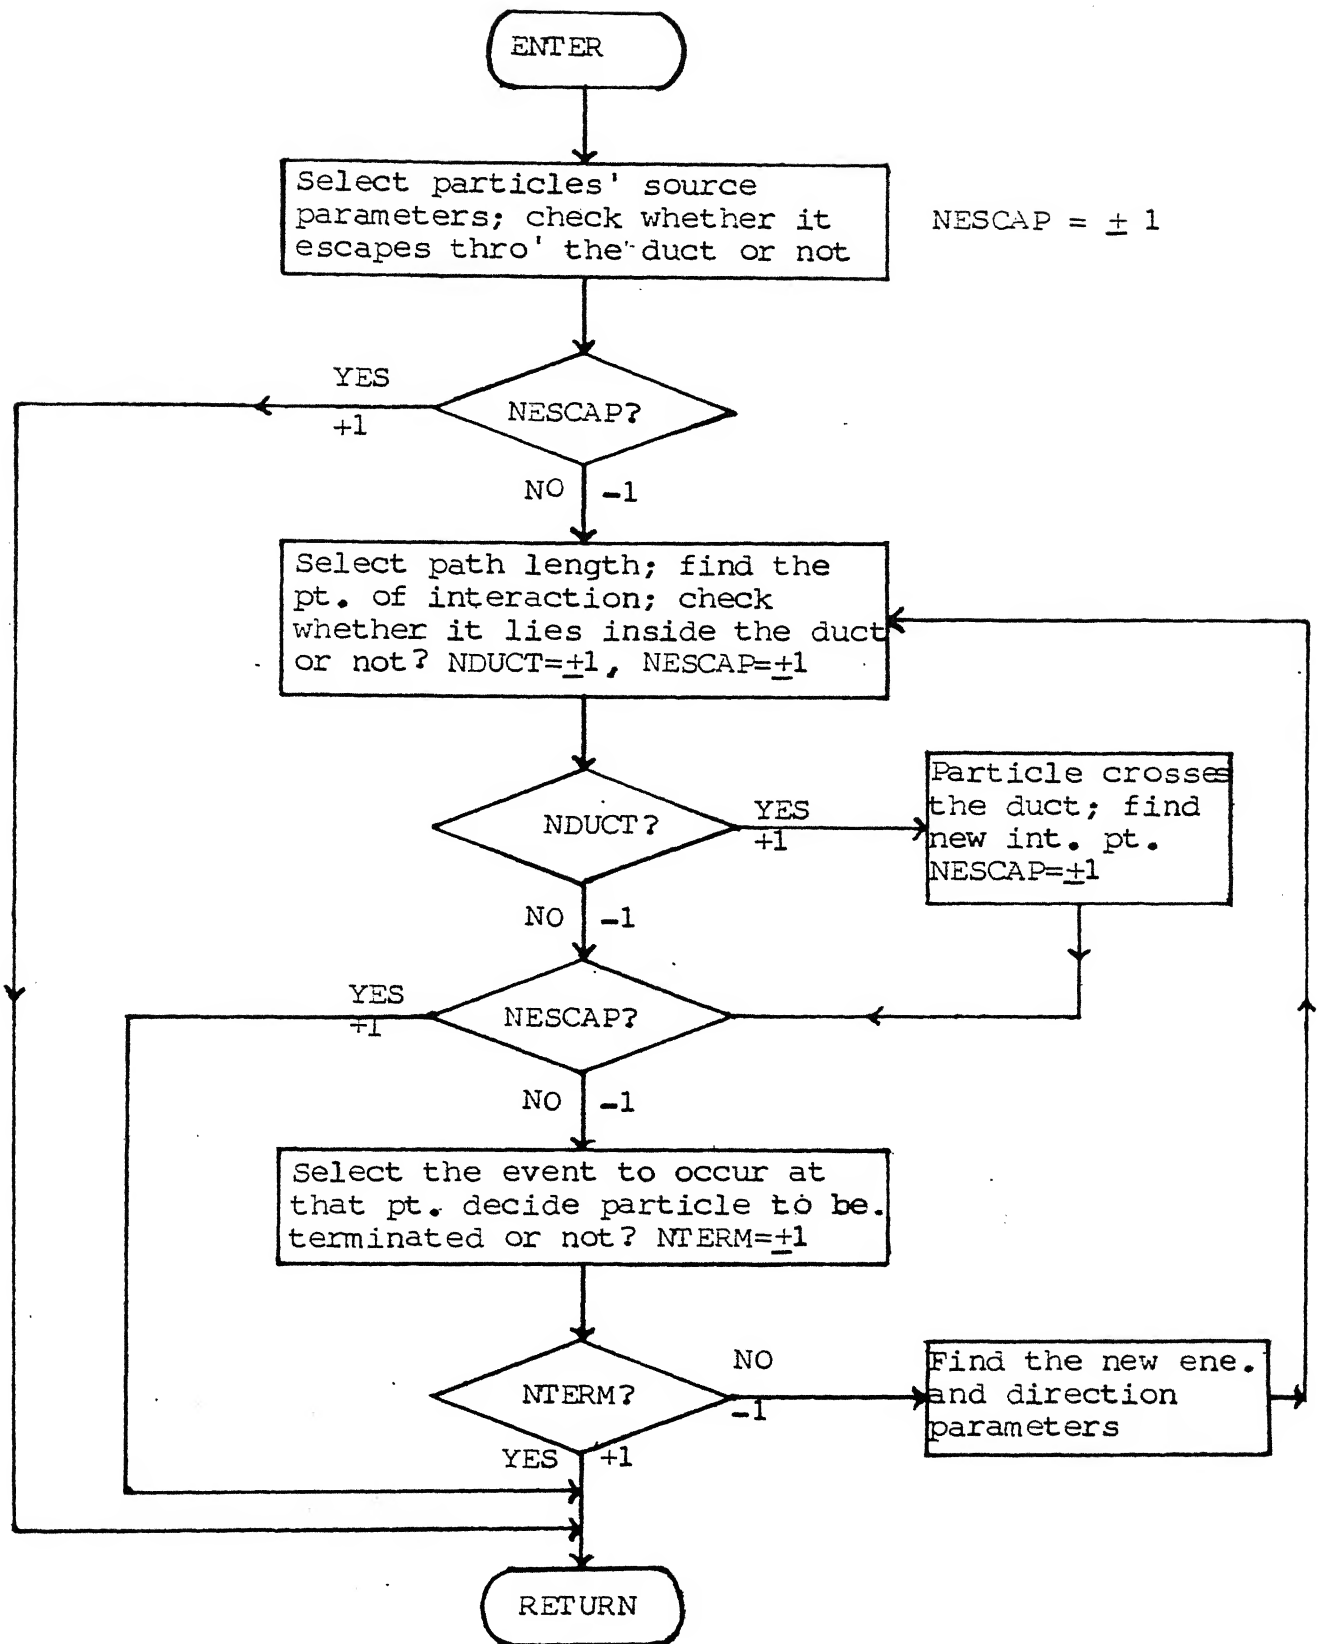 ENTER
Select particles' source
parameters; check whether it
escapes thro' the duct or not
NESCAP = ± 1
YES
+1
NESCAP?
NO -1
Select path length; find the
pt. of interaction; check
whether it lies inside the duct
or not? NDUCT=±1, NESCAP=±1
NDUCT?
YES
+1
Particle crosses
the duct; find
new int. pt.
NESCAP=±1
NO -1
YES
+1
NESCAP?
NO -1
Select the event to occur at
that pt. decide particle to be.
terminated or not? NTERM=±1
NTERM?
NO
-1
Find the new ene.
and direction
parameters
YES +1
RETURN